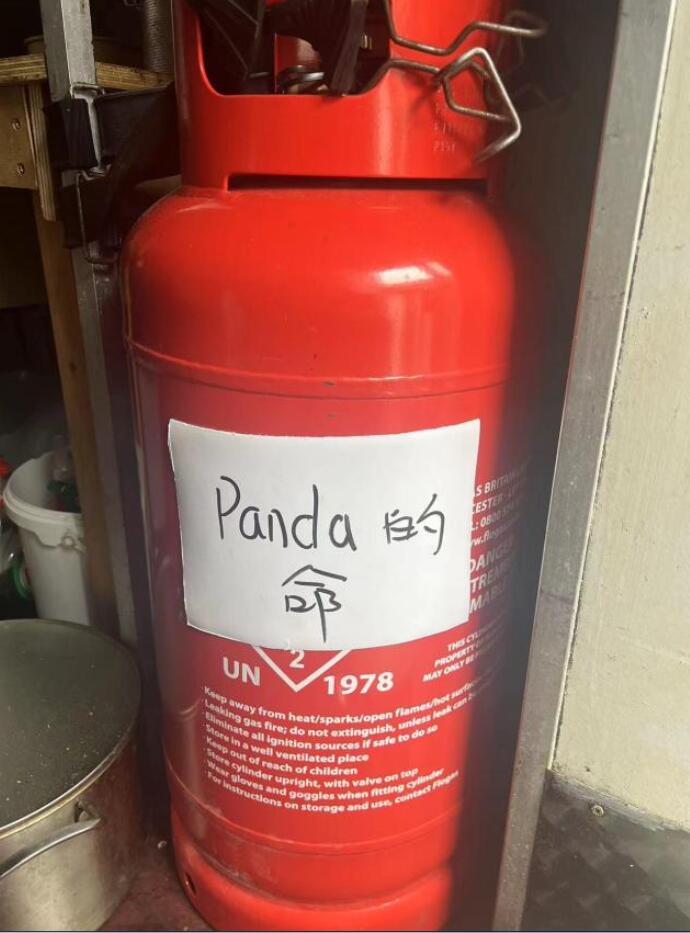 Panda 的
命
2
UN 1978
Keep away from heat/sparks/open flames/hot
Leaking gas fire; do not extinguish, unless leak can
Eliminate all ignition sources if safe to do so
Store in a well ventilated place
Keep out of reach of children
Store cylinder upright, with valve on top
Wear gloves and goggles when fitting cylinder
For instructions on storage and use, contact Flogas
THIS
PROPERTY
MAY ONLY BE